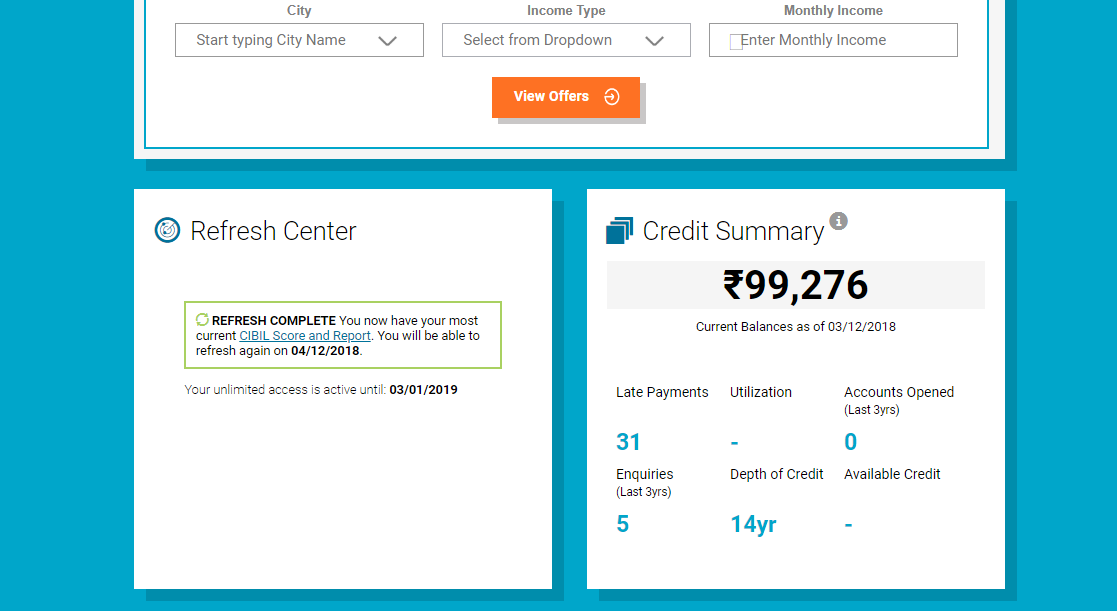 City
Income Type
Monthly Income
Start typing City Name
Select from Dropdown
Enter Monthly Income
View Offers
Refresh Center
REFRESH COMPLETE You now have your most
current CIBIL Score and Report. You will be able to
refresh again on 04/12/2018.
Your unlimited access is active until: 03/01/2019
Credit Summary
₹99,276
Current Balances as of 03/12/2018
Late Payments
Utilization
Accounts Opened
(Last 3yrs)
31
-
0
Enquiries
(Last 3yrs)
Depth of Credit
Available Credit
5
14yr
-